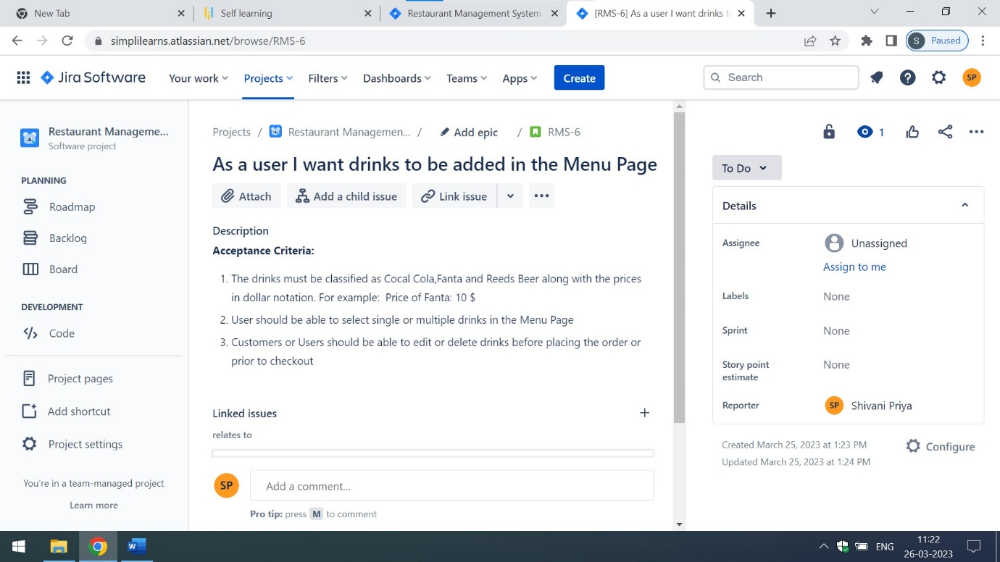 New Tab
Self learning
Restaurant Management System
[RMS-6] As a user I want drinks t
simplilearns.atlassian.net/browse/RMS-6
S Paused
Jira Software
Your work
Projects
Filters
Dashboards
Teams
Apps
Create
Search
SP
Restaurant Manageme...
Software project
PLANNING
Roadmap
Backlog
Board
DEVELOPMENT
Code
Project pages
Add shortcut
Project settings
You're in a team-managed project
Learn more
Projects / Restaurant Managemen... / Add epic / RMS-6
As a user I want drinks to be added in the Menu Page
Attach
Add a child issue
Link issue
Description
Acceptance Criteria:
1. The drinks must be classified as Cocal Cola,Fanta and Reeds Beer along with the prices
in dollar notation. For example: Price of Fanta: 10 $
2. User should be able to select single or multiple drinks in the Menu Page
3. Customers or Users should be able to edit or delete drinks before placing the order or
prior to checkout
Linked issues
relates to
SP
Add a comment...
Pro tip: press M to comment
1
To Do
Details
Assignee
Unassigned
Assign to me
Labels
None
Sprint
None
Story point
estimate
None
Reporter
SP Shivani Priya
Created March 25, 2023 at 1:23 PM
Updated March 25, 2023 at 1:24 PM
Configure
W
ENG
11:22
26-03-2023